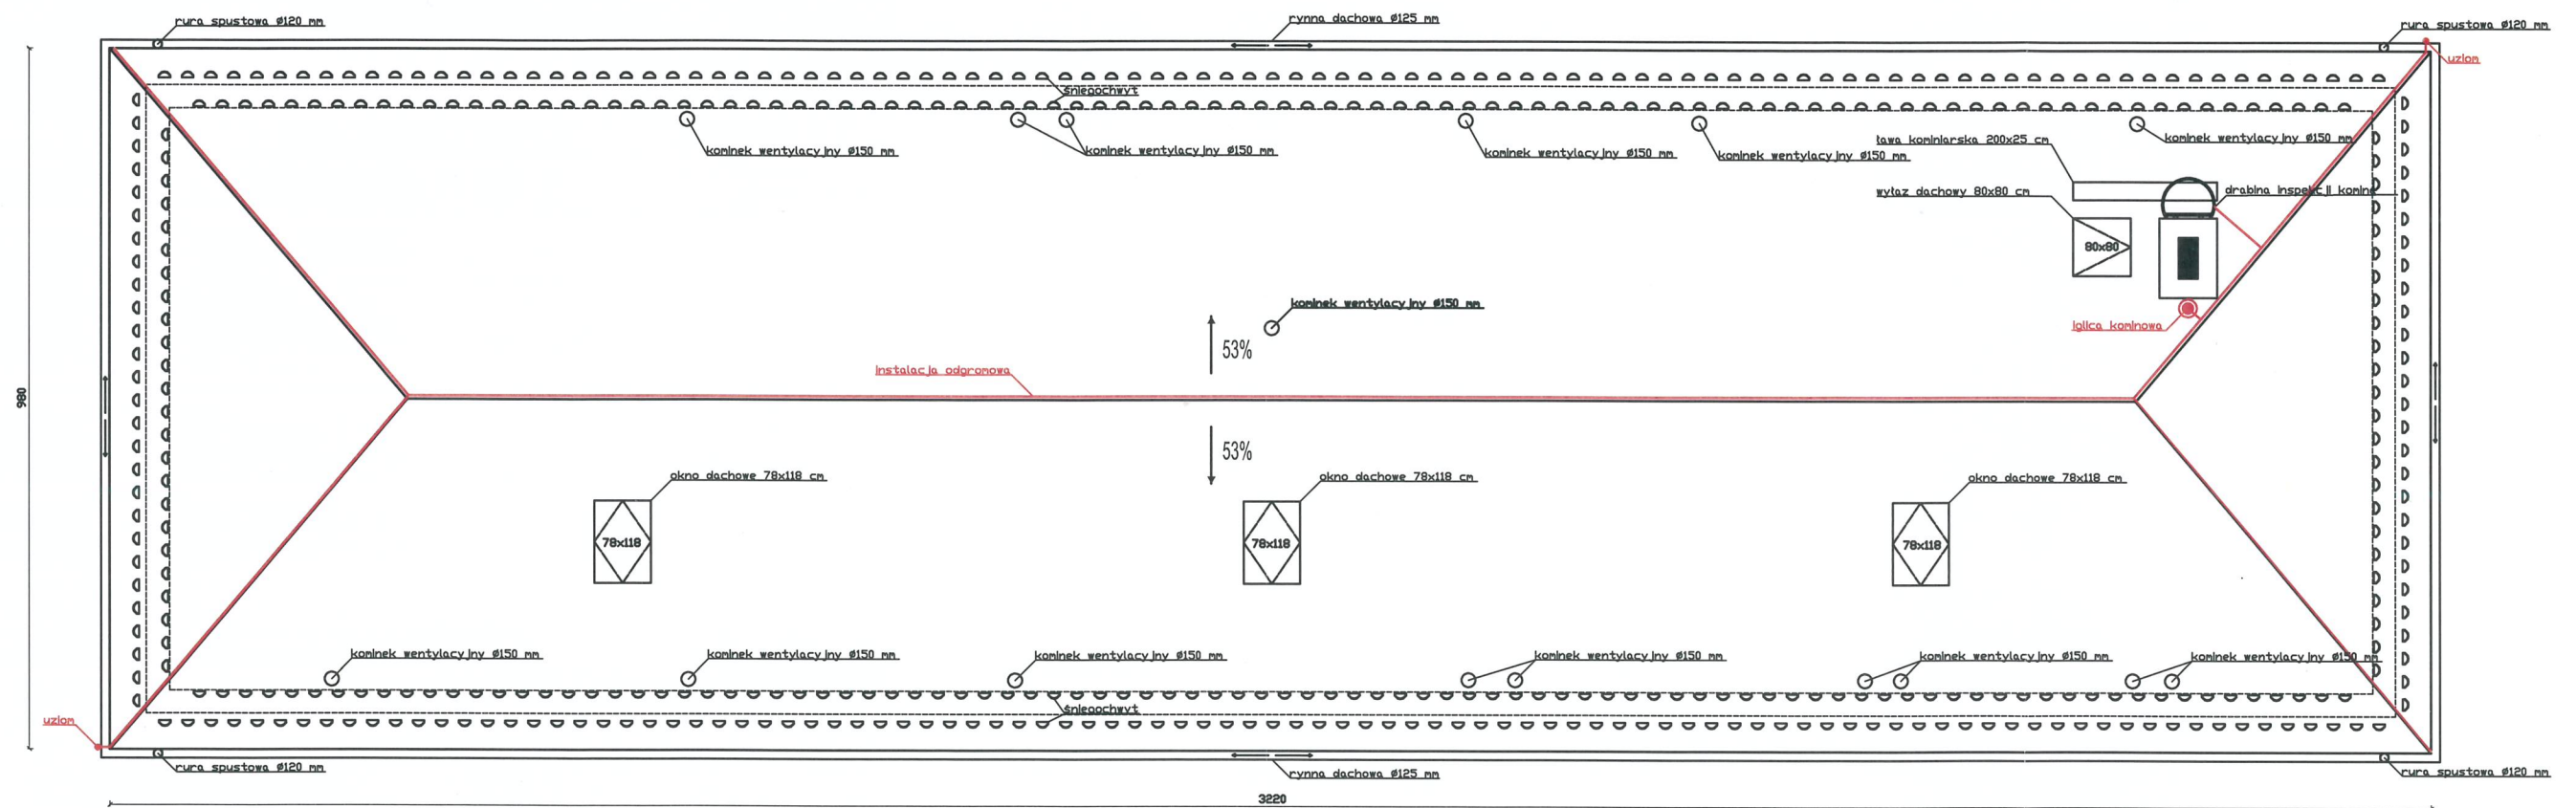 rura spustowa Ø120 mm
rynna dachowa Ø125 mm
rura spustowa Ø120 mm
uziom
śniegochwyt
kominek wentylacyjny Ø150 mm
kominek wentylacyjny Ø150 mm
kominek wentylacyjny Ø150 mm
kominek wentylacyjny Ø150 mm
kominek wentylacyjny Ø150 mm
ława kominiarska 200x25 cm
wyłaz dachowy 80x80 cm
drabina inspekcji komina
80x80
kominek wentylacyjny Ø150 mm
iglica kominowa
53%
instalacja odgromowa
980
53%
okno dachowe 78x118 cm
okno dachowe 78x118 cm
okno dachowe 78x118 cm
78x118
78x118
78x118
kominek wentylacyjny Ø150 mm
kominek wentylacyjny Ø150 mm
kominek wentylacyjny Ø150 mm
kominek wentylacyjny Ø150 mm
kominek wentylacyjny Ø150 mm
kominek wentylacyjny Ø150 mm
śniegochwyt
uziom
rura spustowa Ø120 mm
rynna dachowa Ø125 mm
rura spustowa Ø120 mm
3220